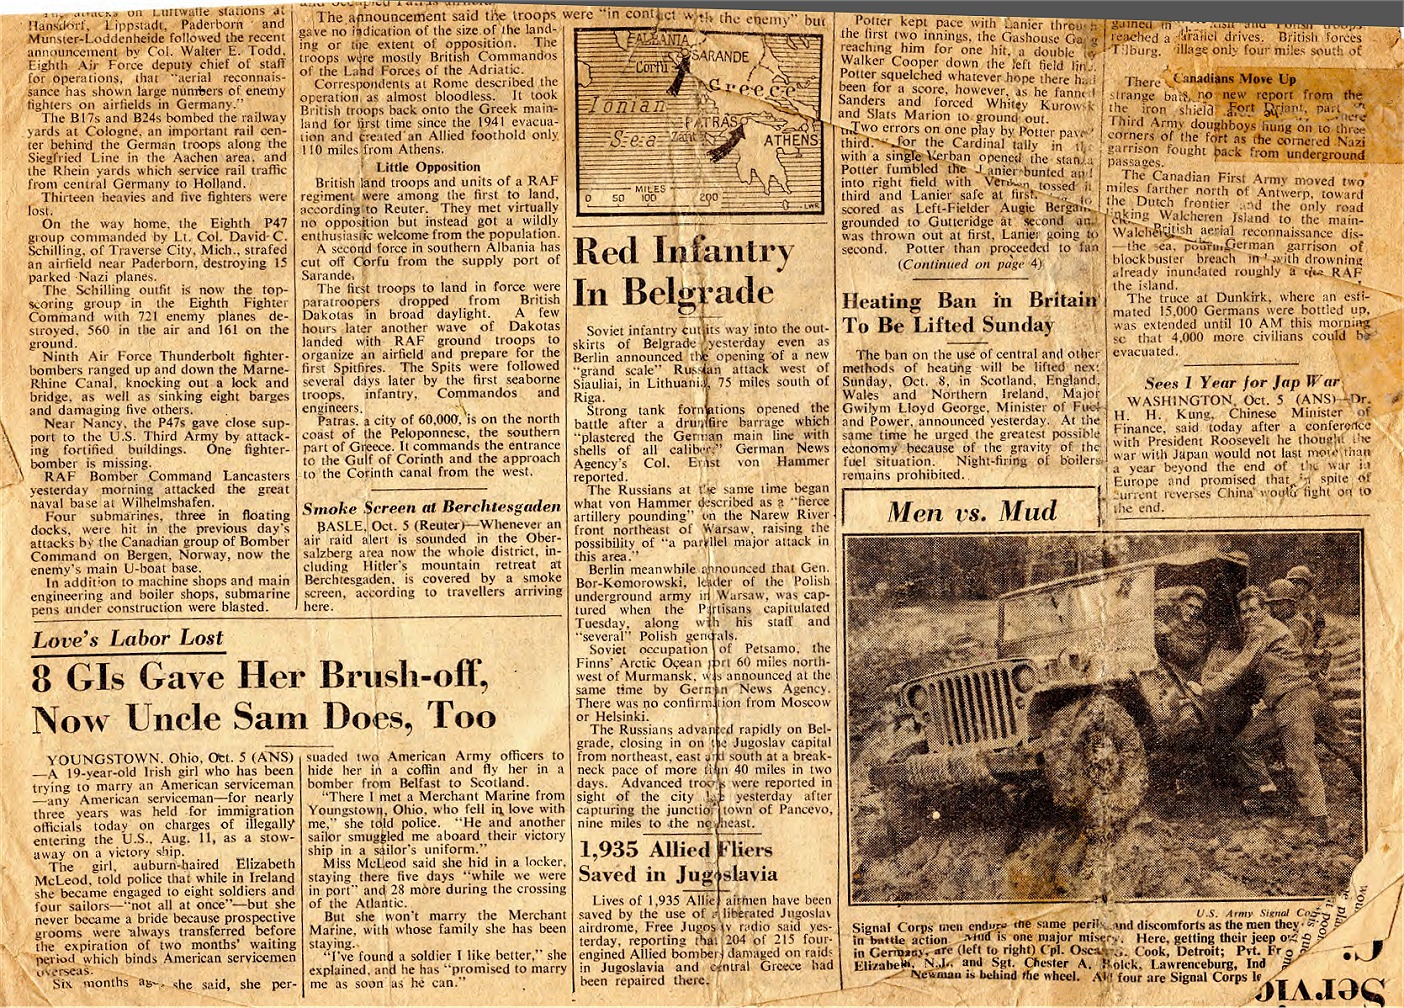 attacks on Luftwaffe stations at
Hansdorf, Lippstadt, Paderborn and
Munster-Loddenheide followed the recent
announcement by Col. Walter E. Todd,
Eighth Air Force deputy chief of staff
for operations, that “aerial reconnais-
sance has shown large numbers of enemy
fighters on airfields in Germany.”
The B17s and B24s bombed the railway
yards at Cologne, an important rail cen-
ter behind the German troops along the
Siegfried Line in the Aachen area, and
the Rhein yards which service rail traffic
from central Germany to Holland.
Thirteen heavies and five fighters were
lost.
On the way home, the Eighth P47
group commanded by Lt. Col. David C.
Schilling, of Traverse City, Mich., strafed
an airfield near Paderborn, destroying 15
parked Nazi planes.
The Schilling outfit is now the top-
scoring group in the Eighth Fighter
Command with 721 enemy planes de-
stroyed, 560 in the air and 161 on the
ground.
Ninth Air Force Thunderbolt fighter-
bombers ranged up and down the Marne-
Rhine Canal, knocking out a lock and
bridge, as well as sinking eight barges
and damaging five others.
Near Nancy, the P47s gave close sup-
port to the U.S. Third Army by attack-
ing fortified buildings. One fighter-
bomber is missing.
RAF Bomber Command Lancasters
yesterday morning attacked the great
naval base at Wilhelmshafen.
Four submarines, three in floating
docks, were hit in the previous day's
attacks by the Canadian group of Bomber
Command on Bergen, Norway, now the
enemy's main U-boat base.
In addition to machine shops and main
engineering and boiler shops, submarine
pens under construction were blasted.
The announcement said the troops were “in contact with the enemy” but
gave no indication of the size of the land-
ing or the extent of opposition. The
troops were mostly British Commandos
of the Land Forces of the Adriatic.
Correspondents at Rome described the
operation as almost bloodless. It took
British troops back onto the Greek main-
land for first time since the 1941 evacua-
tion and created an Allied foothold only
110 miles from Athens.
Little Opposition
British land troops and units of a RAF
regiment were among the first to land,
according to Reuter. They met virtually
no opposition but instead got a wildly
enthusiastic welcome from the population.
A second force in southern Albania has
cut off Corfu from the supply port of
Sarande.
The first troops to land in force were
paratroopers dropped from British
Dakotas in broad daylight. A few
hours later another wave of Dakotas
landed with RAF ground troops to
organize an airfield and prepare for the
first Spitfires. The Spits were followed
several days later by the first seaborne
troops, infantry, Commandos and
engineers.
Patras, a city of 60,000, is on the north
coast of the Peloponnesc, the southern
part of Greece. It commands the entrance
to the Gulf of Corinth and the approach
to the Corinth canal from the west.
Smoke Screen at Berchtesgaden
BASLE, Oct. 5 (Reuter)—Whenever an
air raid alert is sounded in the Ober-
salzberg area now the whole district, in-
cluding Hitler's mountain retreat at
Berchtesgaden, is covered by a smoke
screen, according to travellers arriving
here.
Love's Labor Lost
8 GIs Gave Her Brush-off,
Now Uncle Sam Does, Too
YOUNGSTOWN, Ohio, Oct. 5 (ANS)
—A 19-year-old Irish girl who has been
trying to marry an American serviceman
—any American serviceman—for nearly
three years was held for immigration
officials today on charges of illegally
entering the U.S., Aug. 11, as a stow-
away on a victory ship.
The girl, auburn-haired Elizabeth
McLeod, told police that while in Ireland
she became engaged to eight soldiers and
four sailors—“not all at once”—but she
never became a bride because prospective
grooms were always transferred before
the expiration of two months' waiting
period which binds American servicemen
overseas.
Six months ago, she said, she per-
suaded two American Army officers to
hide her in a coffin and fly her in a
bomber from Belfast to Scotland.
“There I met a Merchant Marine from
Youngstown, Ohio, who fell in love with
me,” she told police. “He and another
sailor smuggled me aboard their victory
ship in a sailor's uniform.”
Miss McLeod said she hid in a locker,
staying there five days “while we were
in port” and 28 more during the crossing
of the Atlantic.
But she won't marry the Merchant
Marine, with whose family she has been
staying.
“I've found a soldier I like better,” she
explained, and he has “promised to marry
me as soon as he can.”
ALBANIA
SARANDE
Corfu
Greece
Ionian
Sea
PATRAS
Zante
ATHENS
MILES
0 50 100 200
LWR
Red Infantry
In Belgrade
Soviet infantry cut its way into the out-
skirts of Belgrade yesterday even as
Berlin announced the opening of a new
“grand scale” Russian attack west of
Siauliai, in Lithuania, 75 miles south of
Riga.
Strong tank formations opened the
battle after a drumfire barrage which
“plastered the German main line with
shells of all caliber,” German News
Agency's Col. Ernst von Hammer
reported.
The Russians at the same time began
what von Hammer described as a “fierce
artillery pounding” on the Narew River
front northeast of Warsaw, raising the
possibility of “a parallel major attack in
this area.”
Berlin meanwhile announced that Gen.
Bor-Komorowski, leader of the Polish
underground army in Warsaw, was cap-
tured when the Partisans capitulated
Tuesday, along with his staff and
“several” Polish generals.
Soviet occupation of Petsamo, the
Finns' Arctic Ocean port 60 miles north-
west of Murmansk, was announced at the
same time by German News Agency.
There was no confirmation from Moscow
or Helsinki.
The Russians advanced rapidly on Bel-
grade, closing in on the Jugoslav capital
from northeast, east and south at a break-
neck pace of more than 40 miles in two
days. Advanced troops were reported in
sight of the city late yesterday after
capturing the junction town of Pancevo,
nine miles to the northeast.
1,935 Allied Fliers
Saved in Jugoslavia
Lives of 1,935 Allied airmen have been
saved by the use of a liberated Jugoslav
airdrome, Free Jugoslav radio said yes-
terday, reporting that 204 of 215 four-
engined Allied bombers damaged on raids
in Jugoslavia and central Greece had
been repaired there.
Potter kept pace with Lanier through
the first two innings, the Gashouse Gang
reaching him for one hit, a double by
Walker Cooper down the left field line.
Potter squelched whatever hope there had
been for a score, however, as he fanned
Sanders and forced Whitey Kurowski
and Slats Marion to ground out.
Two errors on one play by Potter paved
for the Cardinal tally in the
third.
with a single Verban opened the stanza
Potter fumbled the Lanier bunted and
into right field with Verban tossed it
third and Lanier safe at first.
scored as Left-Fielder Augie Bergamo
grounded to Gutteridge at second and
was thrown out at first, Lanier going to
second. Potter than proceeded to fan
(Continued on page 4)
Heating Ban in Britain
To Be Lifted Sunday
The ban on the use of central and other
methods of heating will be lifted next
Sunday, Oct. 8, in Scotland, England,
Wales and Northern Ireland, Major
Gwilym Lloyd George, Minister of Fuel
and Power, announced yesterday. At the
same time he urged the greatest possible
economy because of the gravity of the
fuel situation. Night-firing of boilers
remains prohibited.
gained in and Polish
reached a parallel drives. British forces
Tilburg. village only four miles south of
Canadians Move Up
There no new report from the
strange
the iron shield Fort Driant, part
Third Army doughboys hung on to three
corners of the fort as the cornered Nazi
garrison fought back from underground
passages.
The Canadian First Army moved two
miles farther north of Antwerp, toward
the Dutch frontier and the only road
linking Walcheren Island to the main-
British aerial reconnaissance dis-
—the sea, German garrison of
blockbuster breach in with drowning
already inundated roughly a RAF
the island.
The truce at Dunkirk, where an esti-
mated 15,000 Germans were bottled up,
was extended until 10 AM this morning
so that 4,000 more civilians could be
evacuated.
Sees 1 Year for Jap War
WASHINGTON, Oct. 5 (ANS)—Dr.
H. H. Kung, Chinese Minister of
Finance, said today after a conference
with President Roosevelt he thought the
war with Japan would not last more than
a year beyond the end of the war in
Europe and promised that in spite of
current reverses China would fight on to
the end.
Men vs. Mud
U.S. Army Signal
Signal Corps men endure the same perils and discomforts as the men they
in battle action Mud is one major misery. Here, getting their jeep
in Germany, are (left to right) Cpl. Oscar G. Cook, Detroit; Pvt.
Elizabeth, N.J., and Sgt. Chester A. Bolck, Lawrenceburg, Ind
Newman is behind the wheel. All four are Signal Corps
Servic